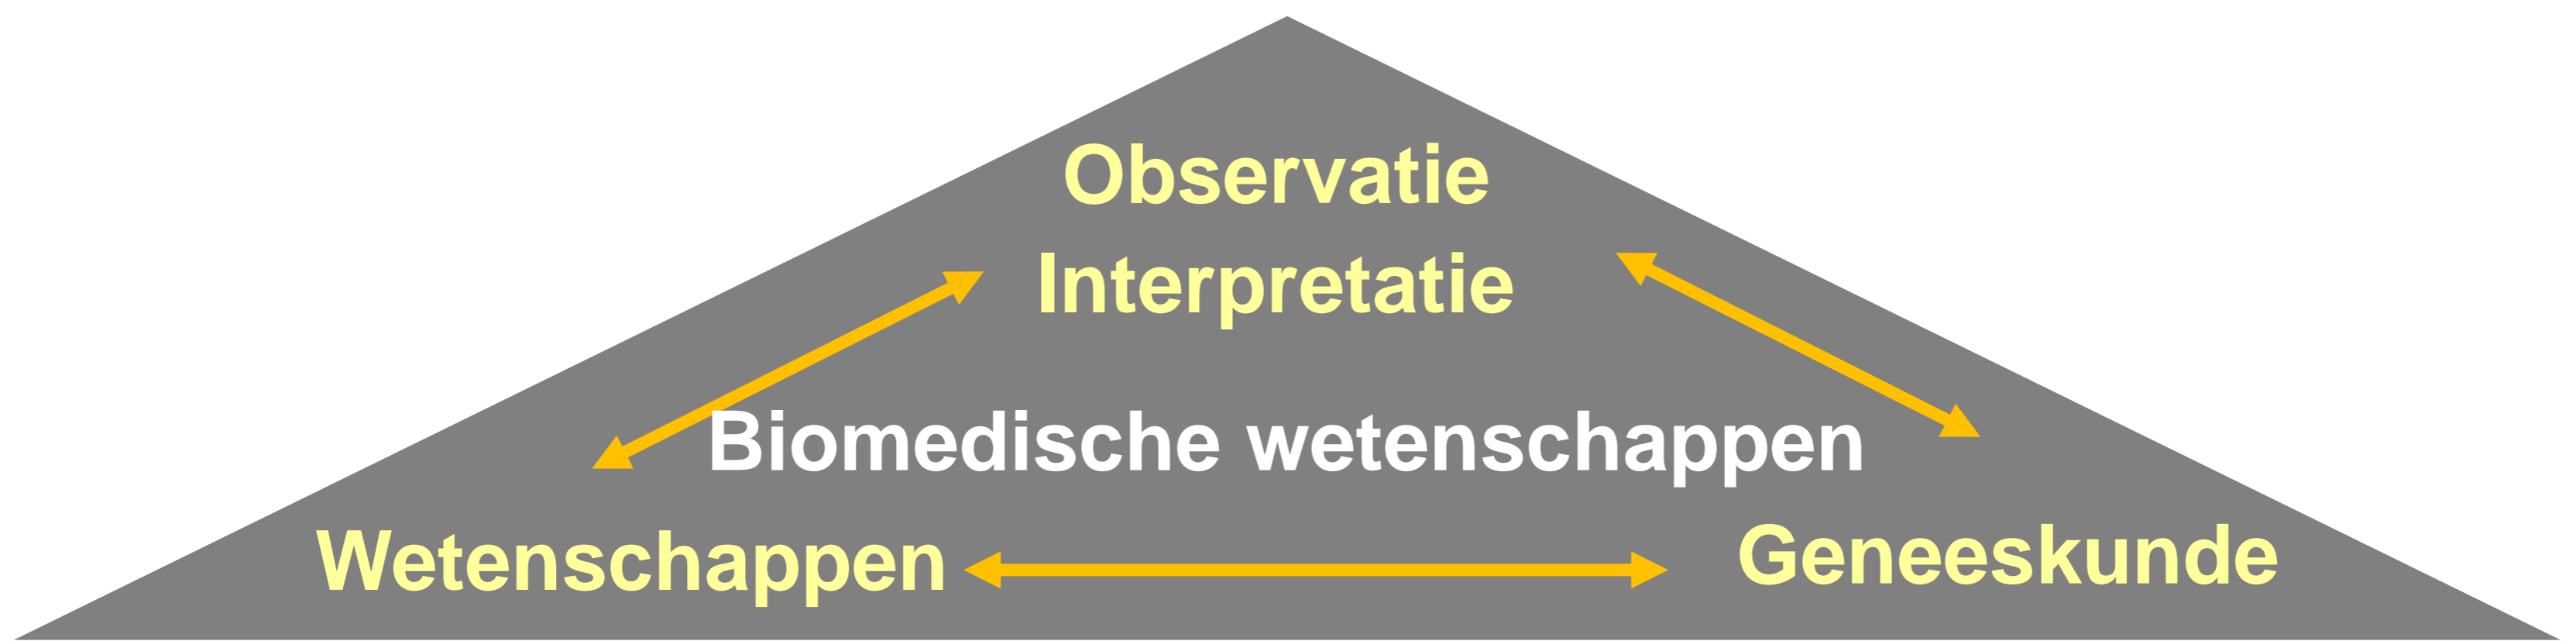 Observatie
Interpretatie
Biomedische wetenschappen
Wetenschappen
Geneeskunde